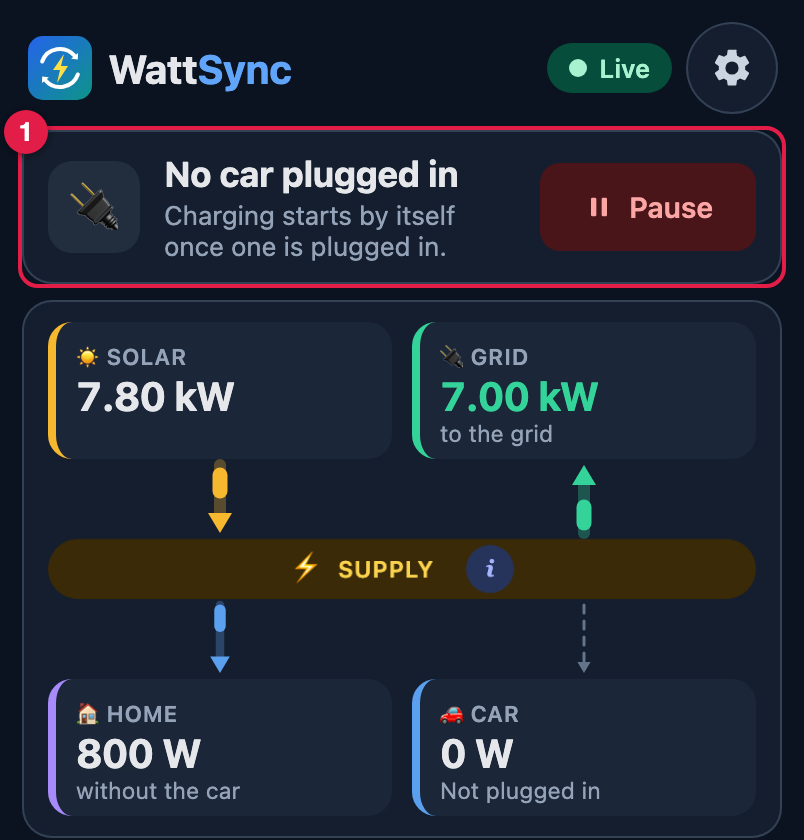 WattSync
Live
1
No car plugged in
Charging starts by itself
once one is plugged in.
Pause
SOLAR
7.80 kW
GRID
7.00 kW
to the grid
SUPPLY
i
HOME
800 W
without the car
CAR
0 W
Not plugged in